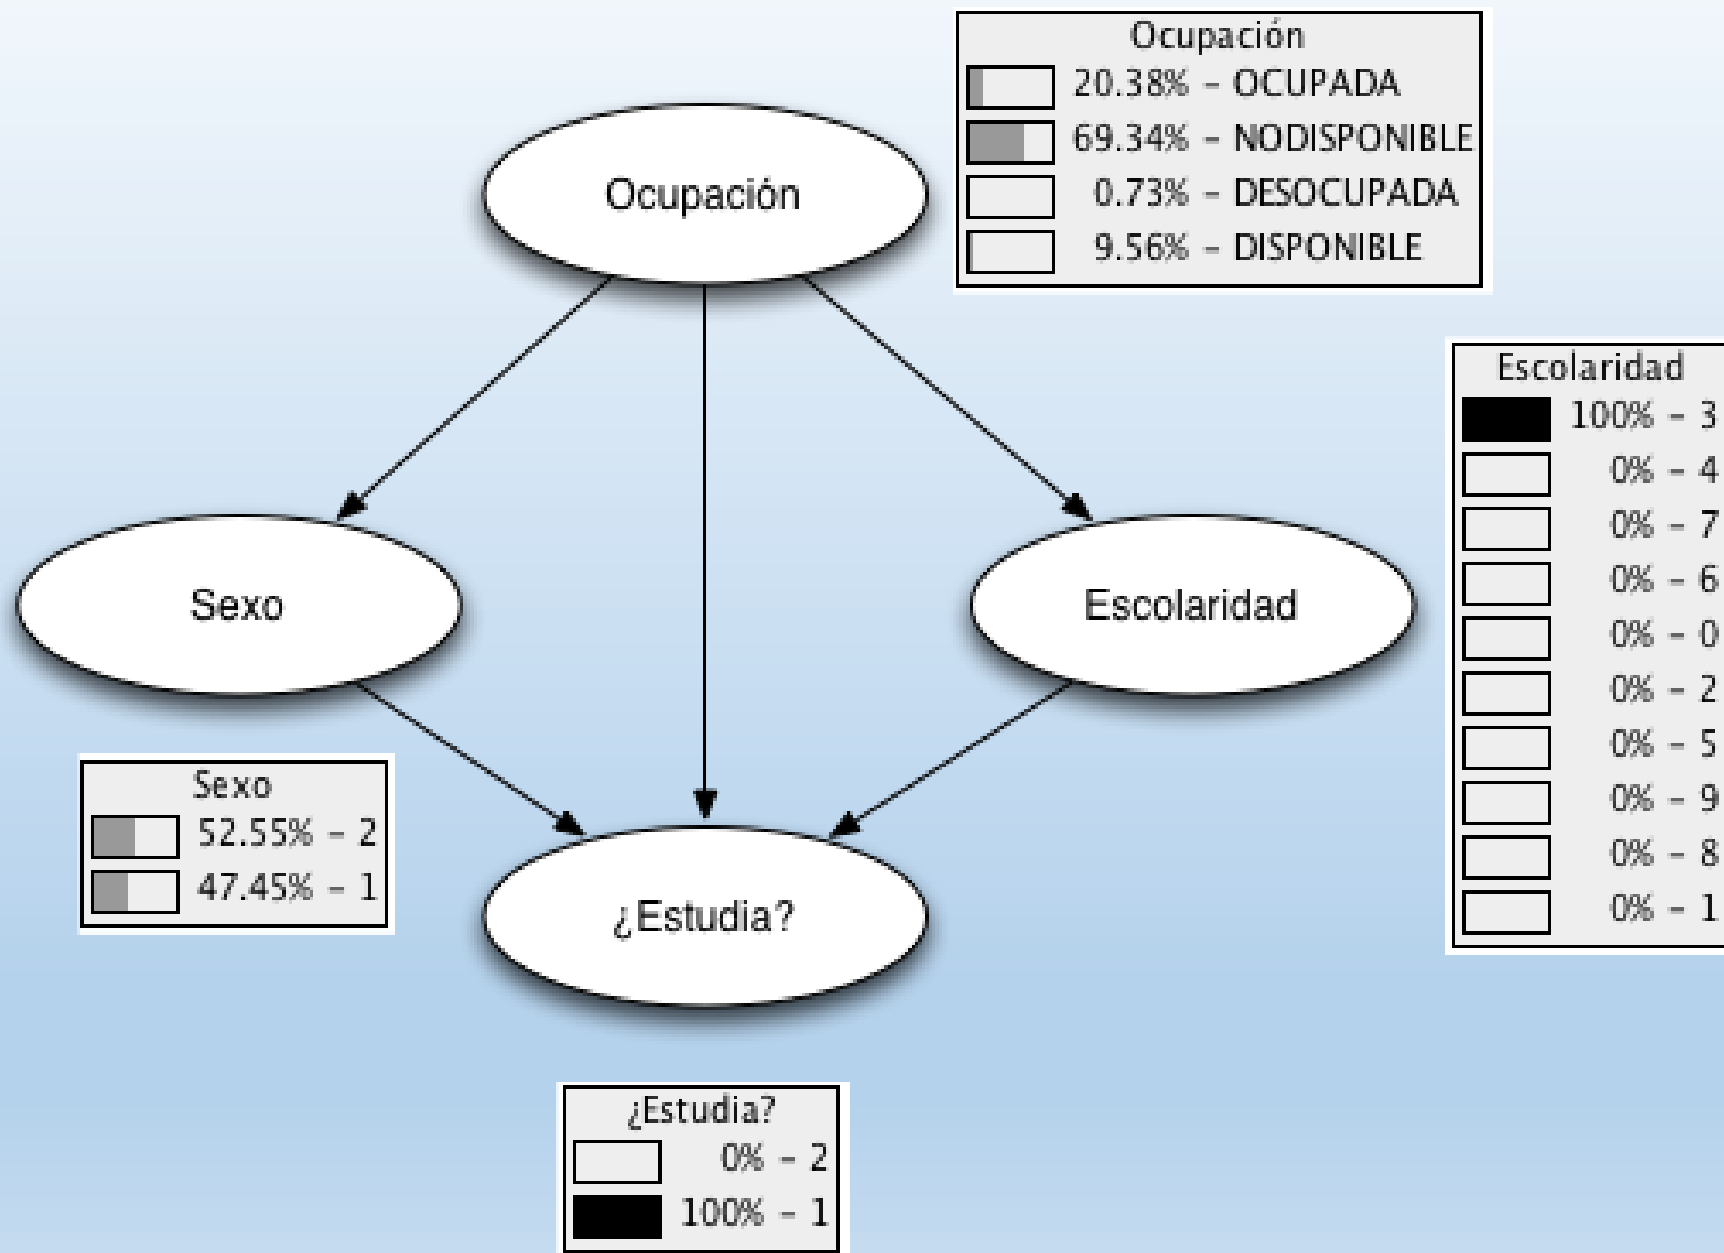 Ocupación
20.38% - OCUPADA
69.34% - NODISPONIBLE
0.73% - DESOCUPADA
9.56% - DISPONIBLE
Ocupación
Escolaridad
100% - 3
0% - 4
0% - 7
0% - 6
0% - 0
0% - 2
0% - 5
0% - 9
0% - 8
0% - 1
Sexo
Escolaridad
Sexo
52.55% - 2
47.45% - 1
¿Estudia?
¿Estudia?
0% - 2
100% - 1